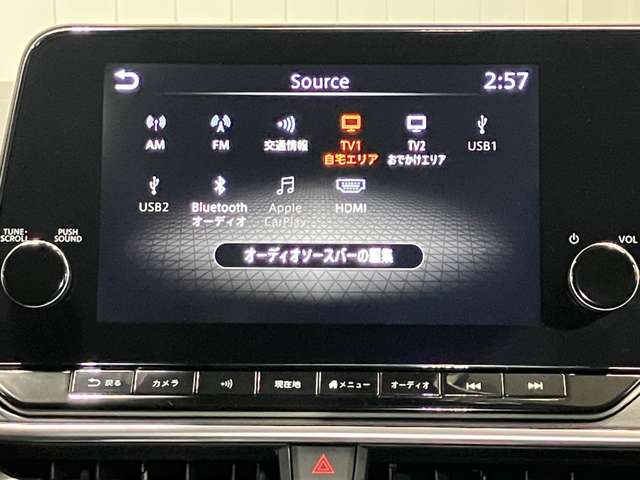 Source 2:57
AM FM 交通情報 TV1 TV2 USB1
自宅エリア おでかけエリア
USB2 Bluetooth Apple HDMI
オーディオ CarPlay
オーディオソースバーの編集
TUNE・SCROLL PUSH SOUND
VOL
戻る カメラ 現在地 メニュー オーディオ